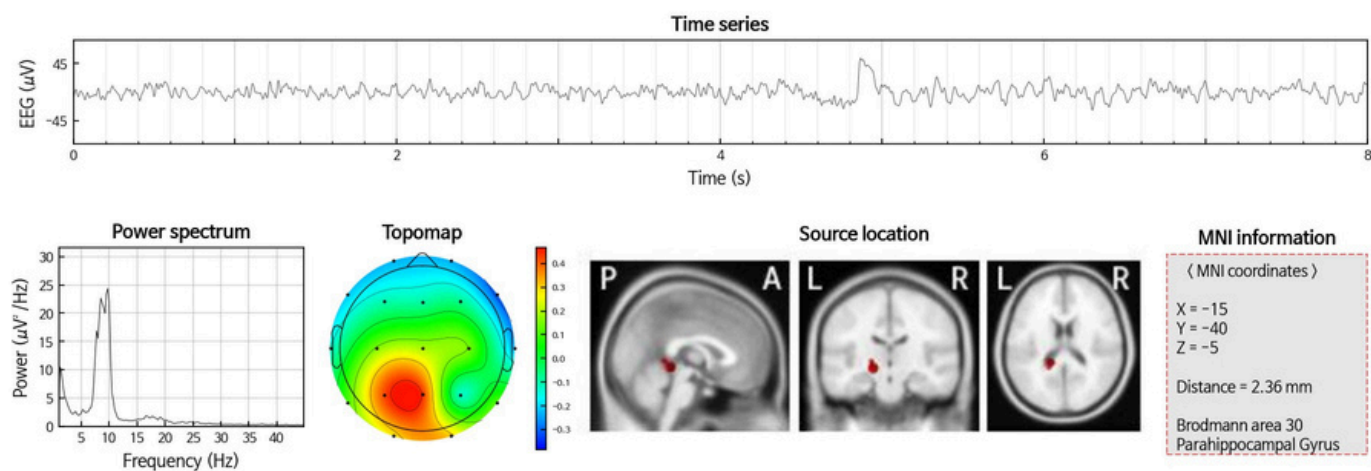 Time series
EEG (μV)
45
−45
0
2
4
6
8
Time (s)
Power spectrum
Power (μV²/Hz)
30
25
20
15
10
5
0
5 10 15 20 25 30 35 40
Frequency (Hz)
Topomap
0.4
0.3
0.2
0.1
0.0
−0.1
−0.2
−0.3
Source location
P A
L R
L R
MNI information
〈 MNI coordinates 〉
X = −15
Y = −40
Z = −5
Distance = 2.36 mm
Brodmann area 30
Parahippocampal Gyrus